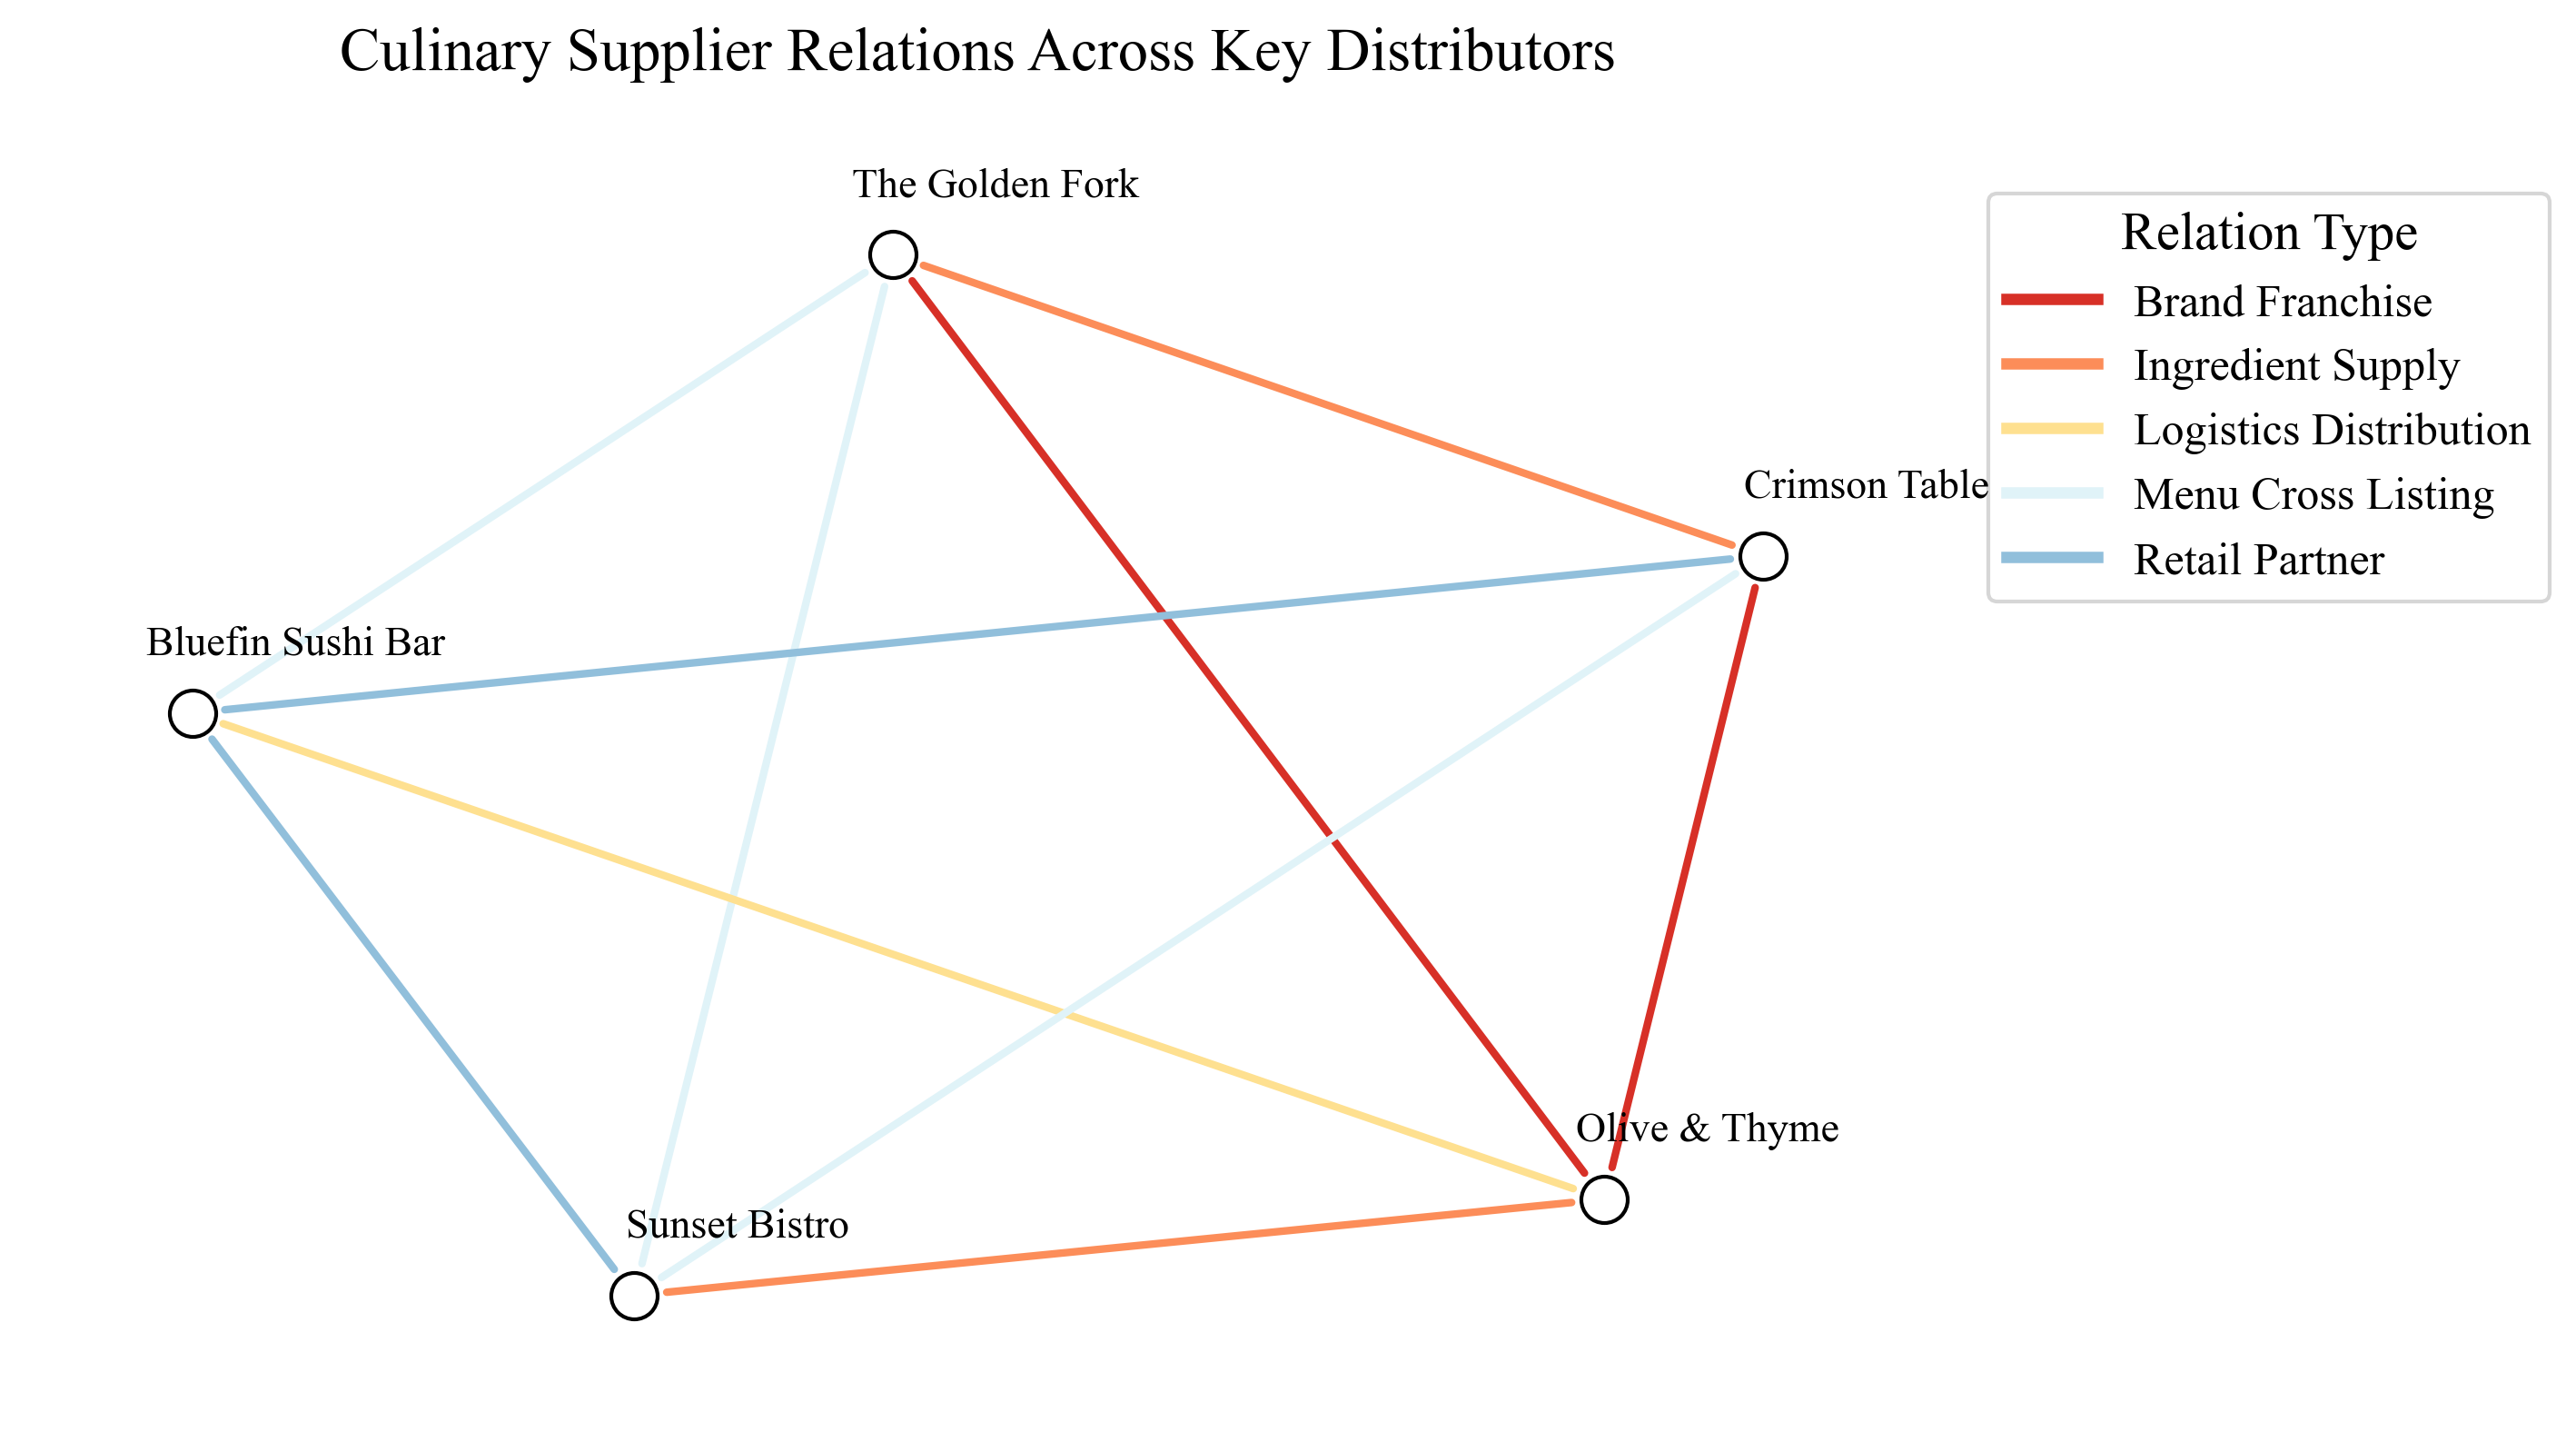 Culinary Supplier Relations Across Key Distributors
The Golden Fork
Relation Type
Brand Franchise
Ingredient Supply
Logistics Distribution
Menu Cross Listing
Retail Partner
Crimson Table
Bluefin Sushi Bar
Olive & Thyme
Sunset Bistro